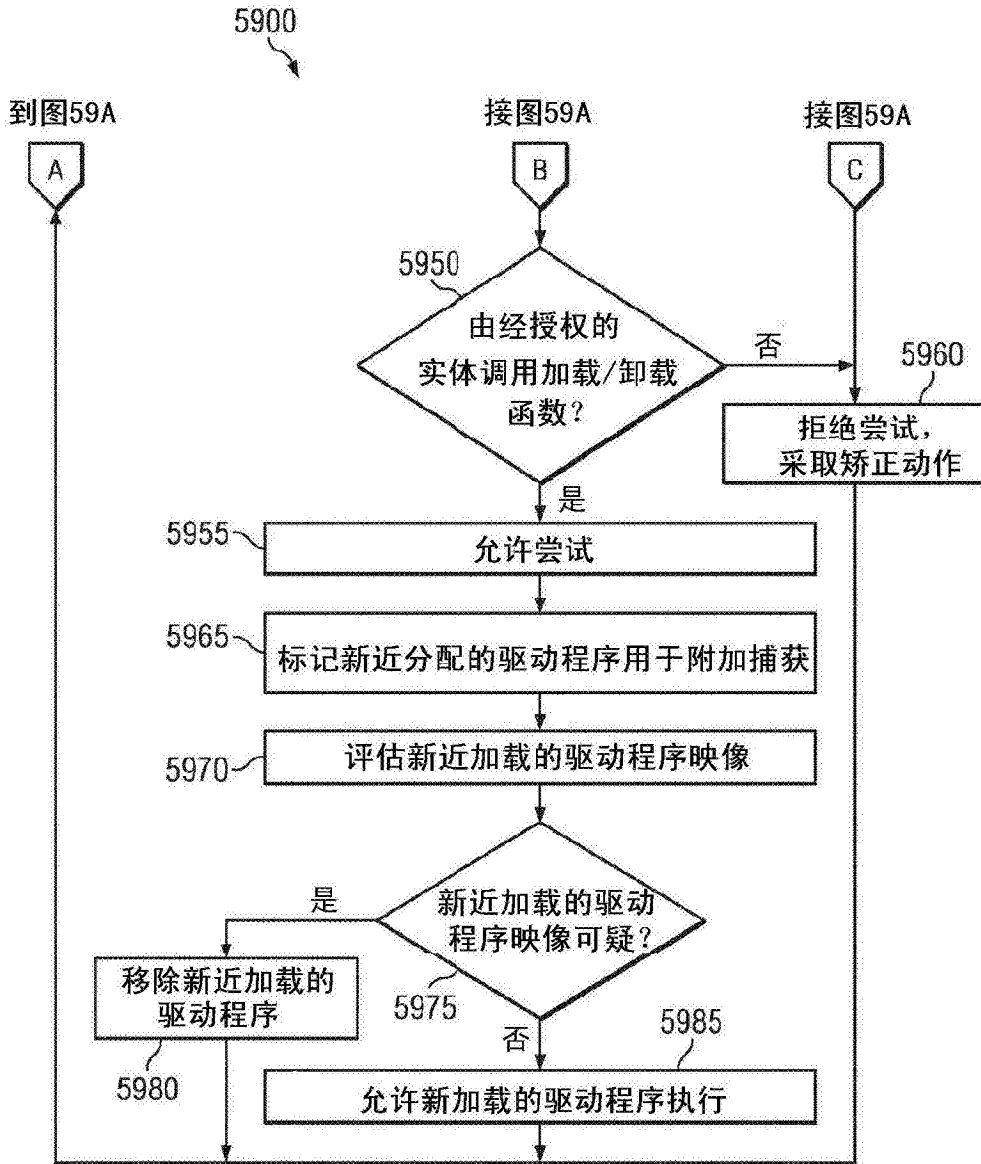 5900
到图59A
接图59A
接图59A
A
B
C
5950
由经授权的
实体调用加载/卸载
函数?
否
5960
拒绝尝试，
采取矫正动作
是
5955
允许尝试
5965
标记新近分配的驱动程序用于附加捕获
5970
评估新近加载的驱动程序映像
是
新近加载的驱动
程序映像可疑?
5975
移除新近加载的
驱动程序
5980
否
5985
允许新加载的驱动程序执行